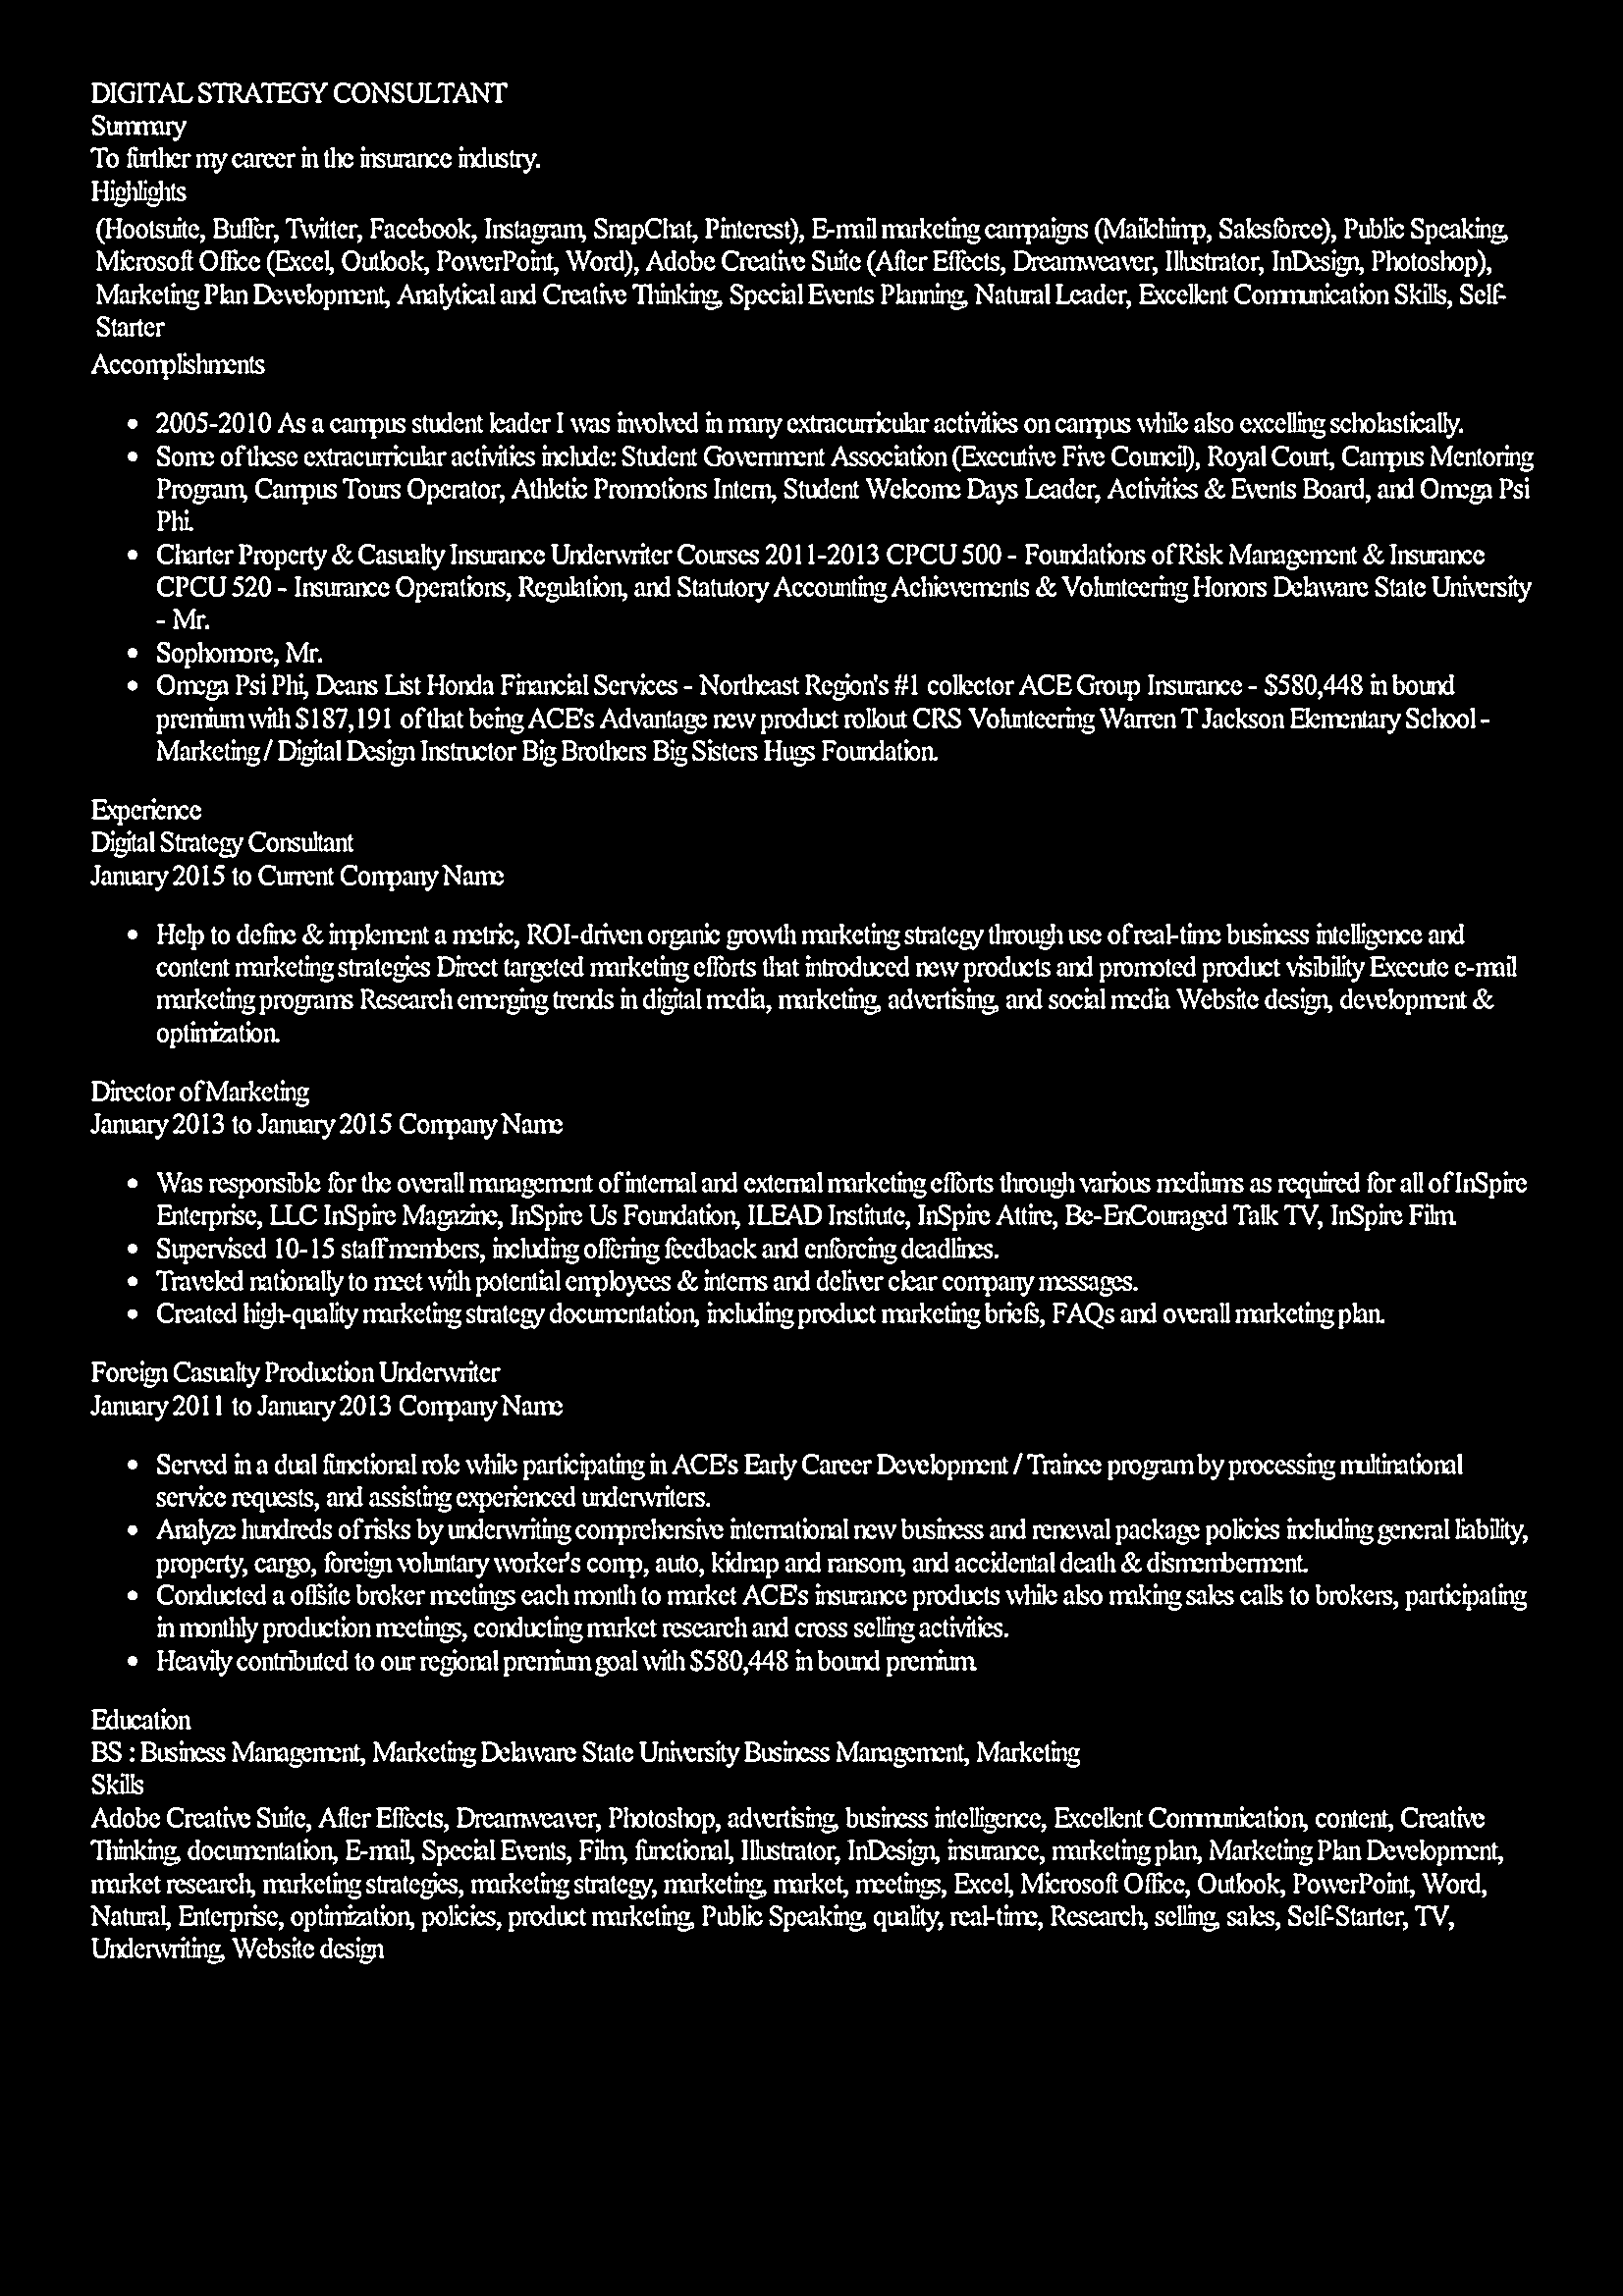 DIGITAL STRATEGY CONSULTANT
Summary
To further my career in the insurance industry.
Highlights
(Hootsuite, Buffer, Twitter, Facebook, Instagram, SnapChat, Pinterest), E-mail marketing campaigns (Mailchimp, Salesforce), Public Speaking,
Microsoft Office (Excel, Outlook, PowerPoint, Word), Adobe Creative Suite (After Effects, Dreamweaver, Illustrator, InDesign, Photoshop),
Marketing Plan Development, Analytical and Creative Thinking, Special Events Planning, Natural Leader, Excellent Communication Skills, Self-
Starter
Accomplishments
• 2005-2010 As a campus student leader I was involved in many extracurricular activities on campus while also excelling scholastically.
• Some of these extracurricular activities include: Student Government Association (Executive Five Council), Royal Court, Campus Mentoring
Program, Campus Tours Operator, Athletic Promotions Intern, Student Welcome Days Leader, Activities & Events Board, and Omega Psi
Phi.
• Charter Property & Casualty Insurance Underwriter Courses 2011-2013 CPCU 500 - Foundations of Risk Management & Insurance
CPCU 520 - Insurance Operations, Regulation, and Statutory Accounting Achievements & Volunteering Honors Delaware State University
- Mr.
• Sophomore, Mr.
• Omega Psi Phi, Deans List Honda Financial Services - Northeast Region's #1 collector ACE Group Insurance - $580,448 in bound
premium with $187,191 of that being ACE's Advantage new product rollout CRS Volunteering Warren T Jackson Elementary School -
Marketing / Digital Design Instructor Big Brothers Big Sisters Hugs Foundation.
Experience
Digital Strategy Consultant
January 2015 to Current Company Name
• Help to define & implement a metric, ROI-driven organic growth marketing strategy through use of real-time business intelligence and
content marketing strategies Direct targeted marketing efforts that introduced new products and promoted product visibility Execute e-mail
marketing programs Research emerging trends in digital media, marketing, advertising, and social media Website design, development &
optimization.
Director of Marketing
January 2013 to January 2015 Company Name
• Was responsible for the overall management of internal and external marketing efforts through various mediums as required for all of InSpire
Enterprise, LLC InSpire Magazine, InSpire Us Foundation, ILEAD Institute, InSpire Attire, Be-EnCouraged Talk TV, InSpire Film.
• Supervised 10-15 staff members, including offering feedback and enforcing deadlines.
• Traveled nationally to meet with potential employees & interns and deliver clear company messages.
• Created high-quality marketing strategy documentation, including product marketing briefs, FAQs and overall marketing plan.
Foreign Casualty Production Underwriter
January 2011 to January 2013 Company Name
• Served in a dual functional role while participating in ACE's Early Career Development / Trainee program by processing multinational
service requests, and assisting experienced underwriters.
• Analyze hundreds of risks by underwriting comprehensive international new business and renewal package policies including general liability,
property, cargo, foreign voluntary worker's comp, auto, kidnap and ransom, and accidental death & dismemberment.
• Conducted a offsite broker meetings each month to market ACE's insurance products while also making sales calls to brokers, participating
in monthly production meetings, conducting market research and cross selling activities.
• Heavily contributed to our regional premium goal with $580,448 in bound premium.
Education
BS : Business Management, Marketing Delaware State University Business Management, Marketing
Skills
Adobe Creative Suite, After Effects, Dreamweaver, Photoshop, advertising, business intelligence, Excellent Communication, content, Creative
Thinking, documentation, E-mail, Special Events, Film, functional, Illustrator, InDesign, insurance, marketing plan, Marketing Plan Development,
market research, marketing strategies, marketing strategy, marketing, market, meetings, Excel, Microsoft Office, Outlook, PowerPoint, Word,
Natural, Enterprise, optimization, policies, product marketing, Public Speaking, quality, real-time, Research, selling, sales, Self-Starter, TV,
Underwriting, Website design